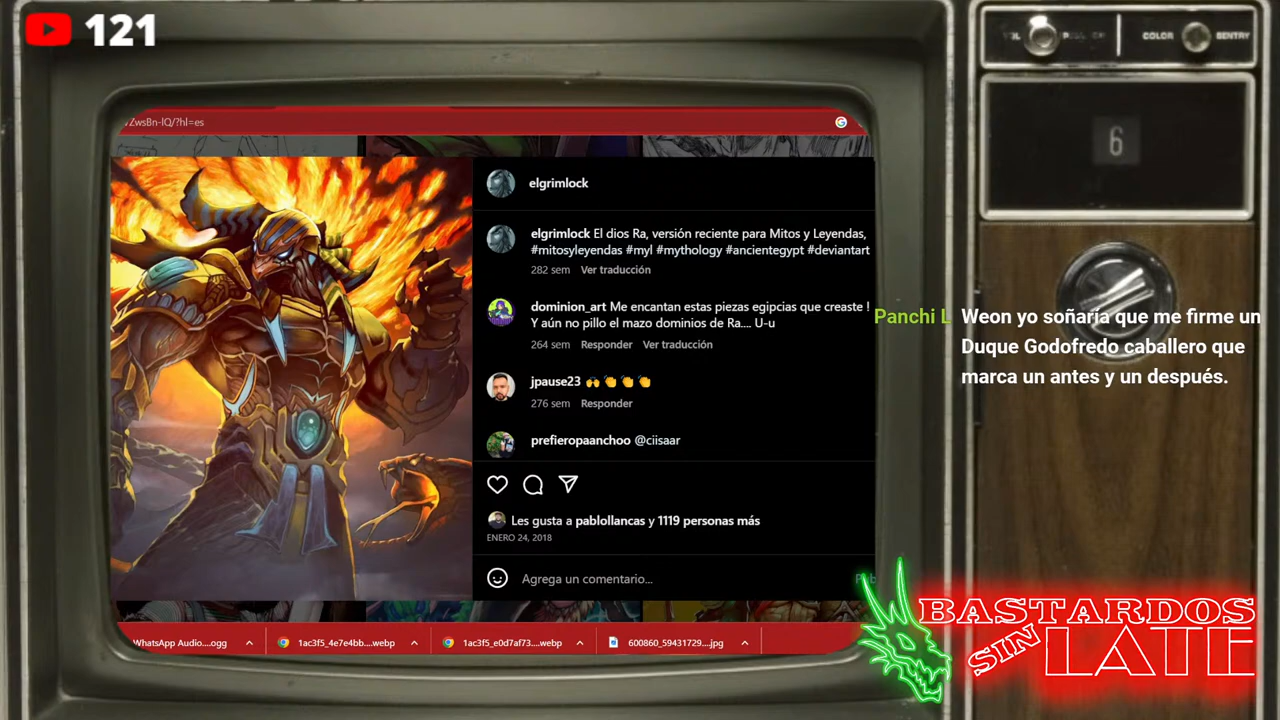 121
VOL
COLOR
6
ZwsBn-lQ/?hl=es
elgrimlock
elgrimlock El dios Ra, versión reciente para Mitos y Leyendas,
#mitosyleyendas #myl #mythology #ancientegypt #deviantart
282 sem Ver traducción
dominion_art Me encantan estas piezas egipcias que creaste !
Y aún no pillo el mazo dominios de Ra.... U-u
264 sem Responder Ver traducción
jpause23 🙌 👏 👏 👏
276 sem Responder
prefieropaanchoo @ciisaar
Les gusta a pablollancas y 1119 personas más
ENERO 24, 2018
Agrega un comentario...
WhatsApp Audio....ogg
1ac3f5_4e7e4bb....webp
1ac3f5_e0d7af73....webp
600860_59431729....jpg
Panchi L Weon yo soñaría que me firme un
Duque Godofredo caballero que
marca un antes y un después.
BASTARDOS
SIN LATE